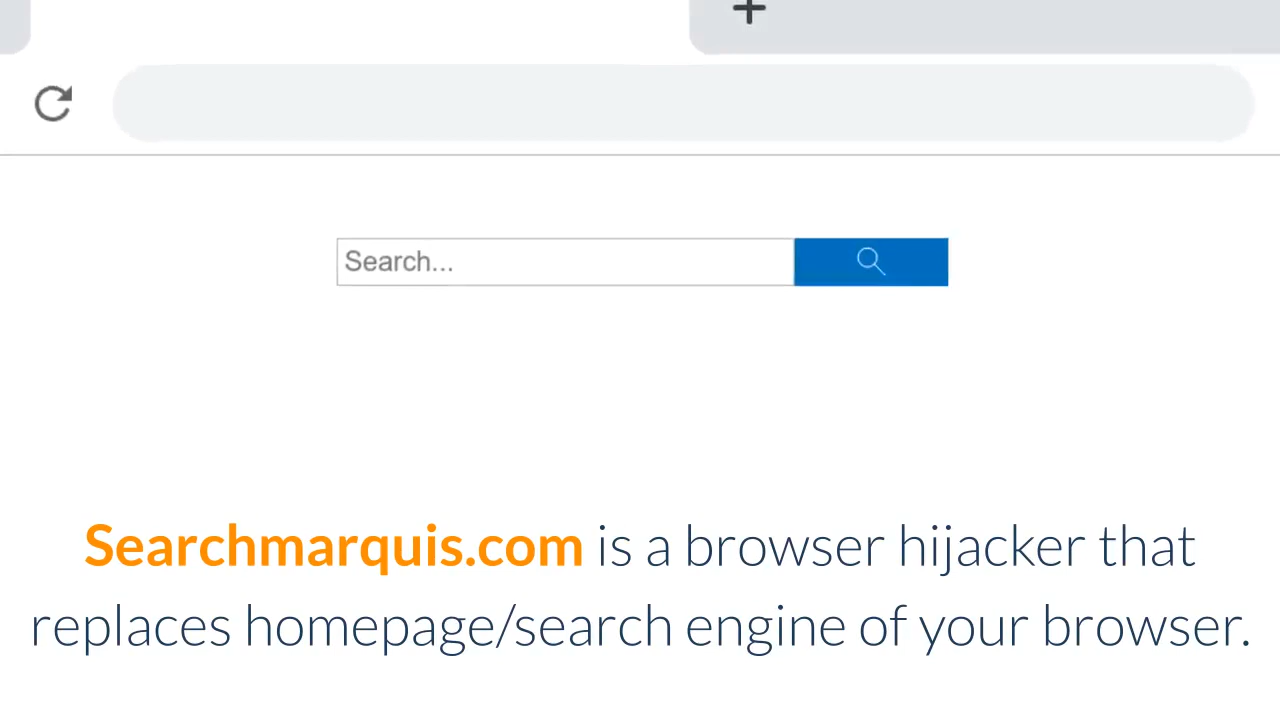 Search...
Searchmarquis.com is a browser hijacker that
replaces homepage/search engine of your browser.